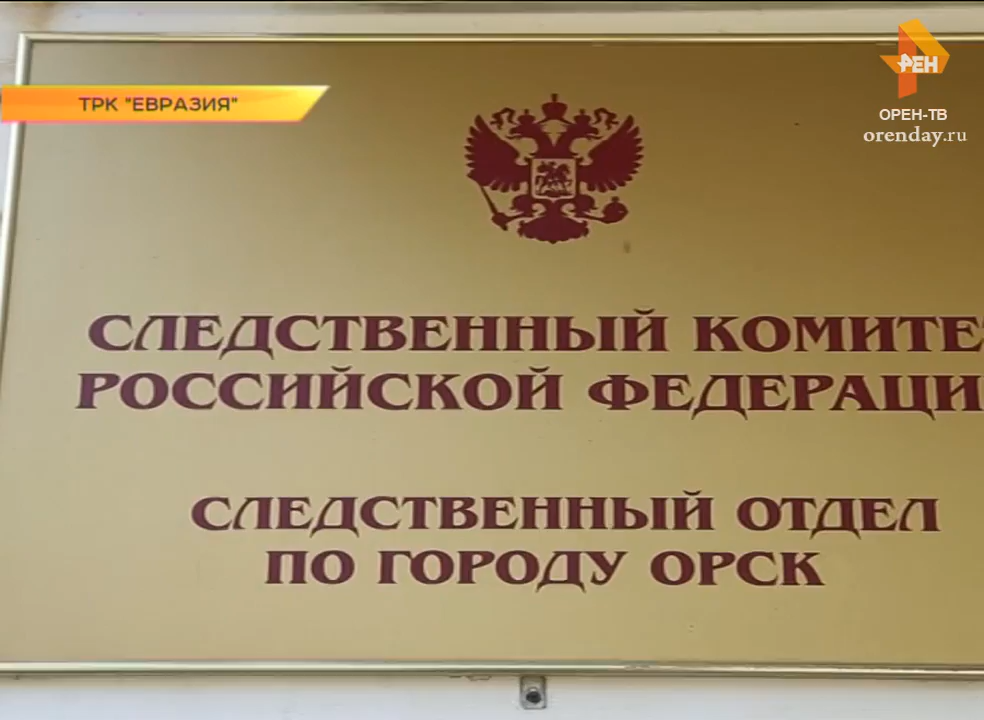 РЕН
ТРК "ЕВРАЗИЯ"
ОРЕН-ТВ
orenday.ru
СЛЕДСТВЕННЫЙ КОМИТЕ
РОССИЙСКОЙ ФЕДЕРАЦИ
СЛЕДСТВЕННЫЙ ОТДЕЛ
ПО ГОРОДУ ОРСК